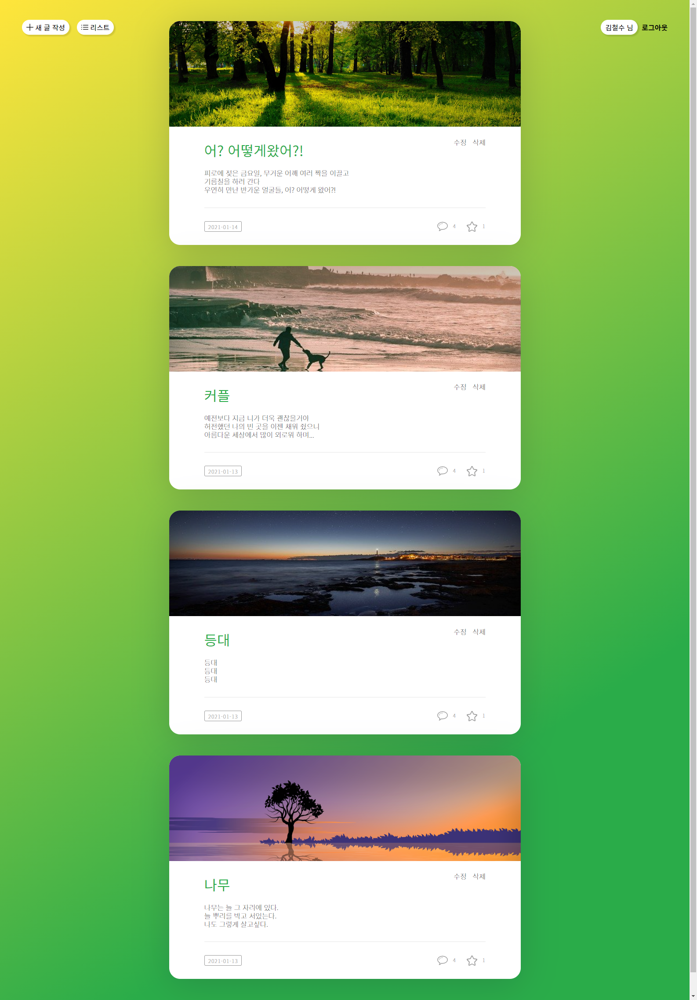 새 글 작성
리스트
김철수 님 로그아웃
수정 삭제
어? 어떻게왔어?!
피로에 젖은 금요일, 무거운 어깨 여러 짝을 이끌고
기름칠을 하러 간다
우연히 만난 반가운 얼굴들, 어? 어떻게 왔어?!
2021-01-14
4
1
수정 삭제
커플
예전보다 지금 니가 더욱 괜찮을거야
허전했던 나의 빈 곳을 이젠 채워 줬으니
아름다운 세상에서 많이 외로워 하며...
2021-01-13
4
1
수정 삭제
등대
등대
등대
등대
2021-01-13
4
1
수정 삭제
나무
나무는 늘 그 자리에 있다.
늘 뿌리를 박고 서있는다.
나도 그렇게 살고싶다.
2021-01-13
4
1